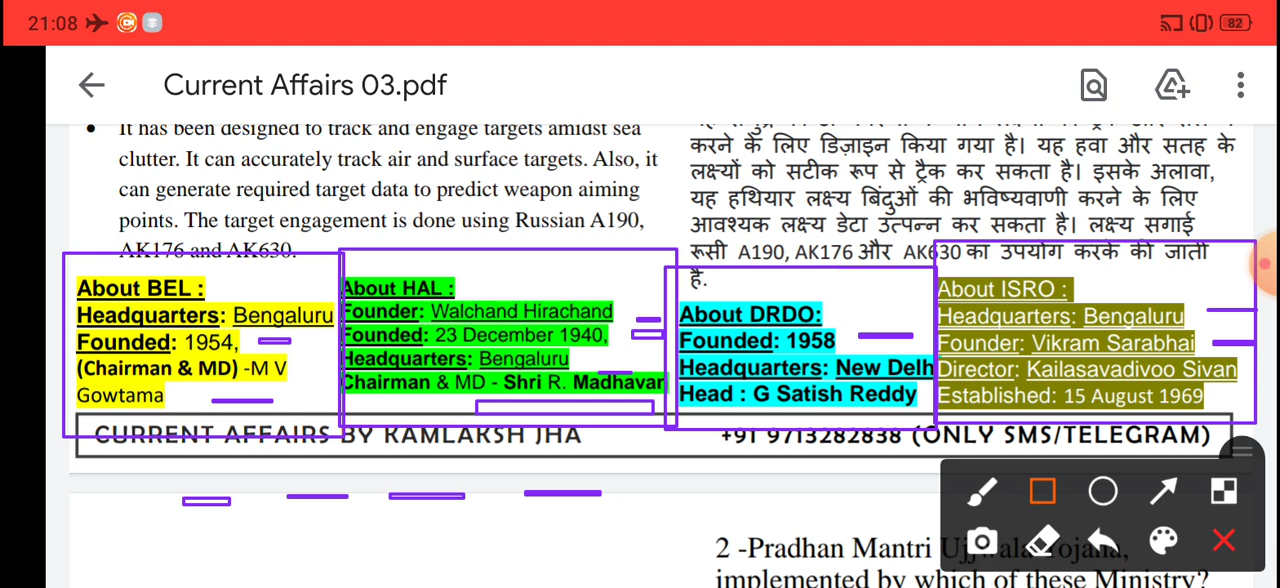 21:08
82
Current Affairs 03.pdf
It has been designed to track and engage targets amidst sea
clutter. It can accurately track air and surface targets. Also, it
can generate required target data to predict weapon aiming
points. The target engagement is done using Russian A190,
AK176 and AK630.
करने के लिए डिज़ाइन किया गया है। यह हवा और सतह के
लक्ष्यों को सटीक रूप से ट्रैक कर सकता है। इसके अलावा,
यह हथियार लक्ष्य बिंदुओं की भविष्यवाणी करने के लिए
आवश्यक लक्ष्य डेटा उत्पन्न कर सकता है। लक्ष्य सगाई
रूसी A190, AK176 और AK630 का उपयोग करके की जाती
है.
About BEL :
Headquarters: Bengaluru
Founded: 1954,
(Chairman & MD) -M V
Gowtama
About HAL :
Founder: Walchand Hirachand
Founded: 23 December 1940,
Headquarters: Bengaluru
Chairman & MD - Shri R. Madhavan
About DRDO:
Founded: 1958
Headquarters: New Delh
Head : G Satish Reddy
About ISRO :
Headquarters: Bengaluru
Founder: Vikram Sarabhai
Director: Kailasavadivoo Sivan
Established: 15 August 1969
CURRENT AFFAIRS BY KAMLAKSH JHA
+91 9713282838 (ONLY SMS/TELEGRAM)
2 -Pradhan Mantri Ujjwala Yojana,
implemented by which of these Ministry?